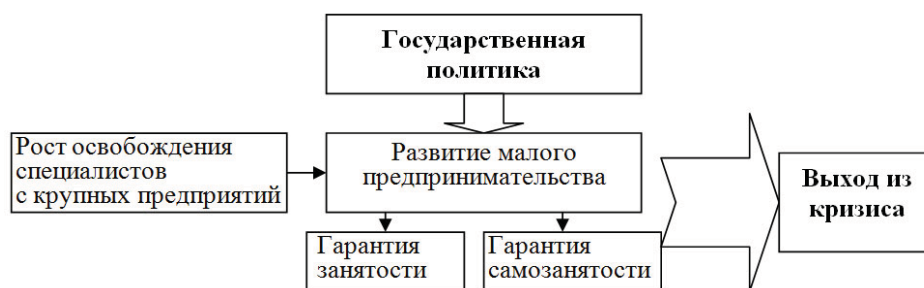 Государственная
политика
Рост освобождения
специалистов
с крупных предприятий
Развитие малого
предпринимательства
Выход из
кризиса
Гарантия
занятости
Гарантия
самозанятости